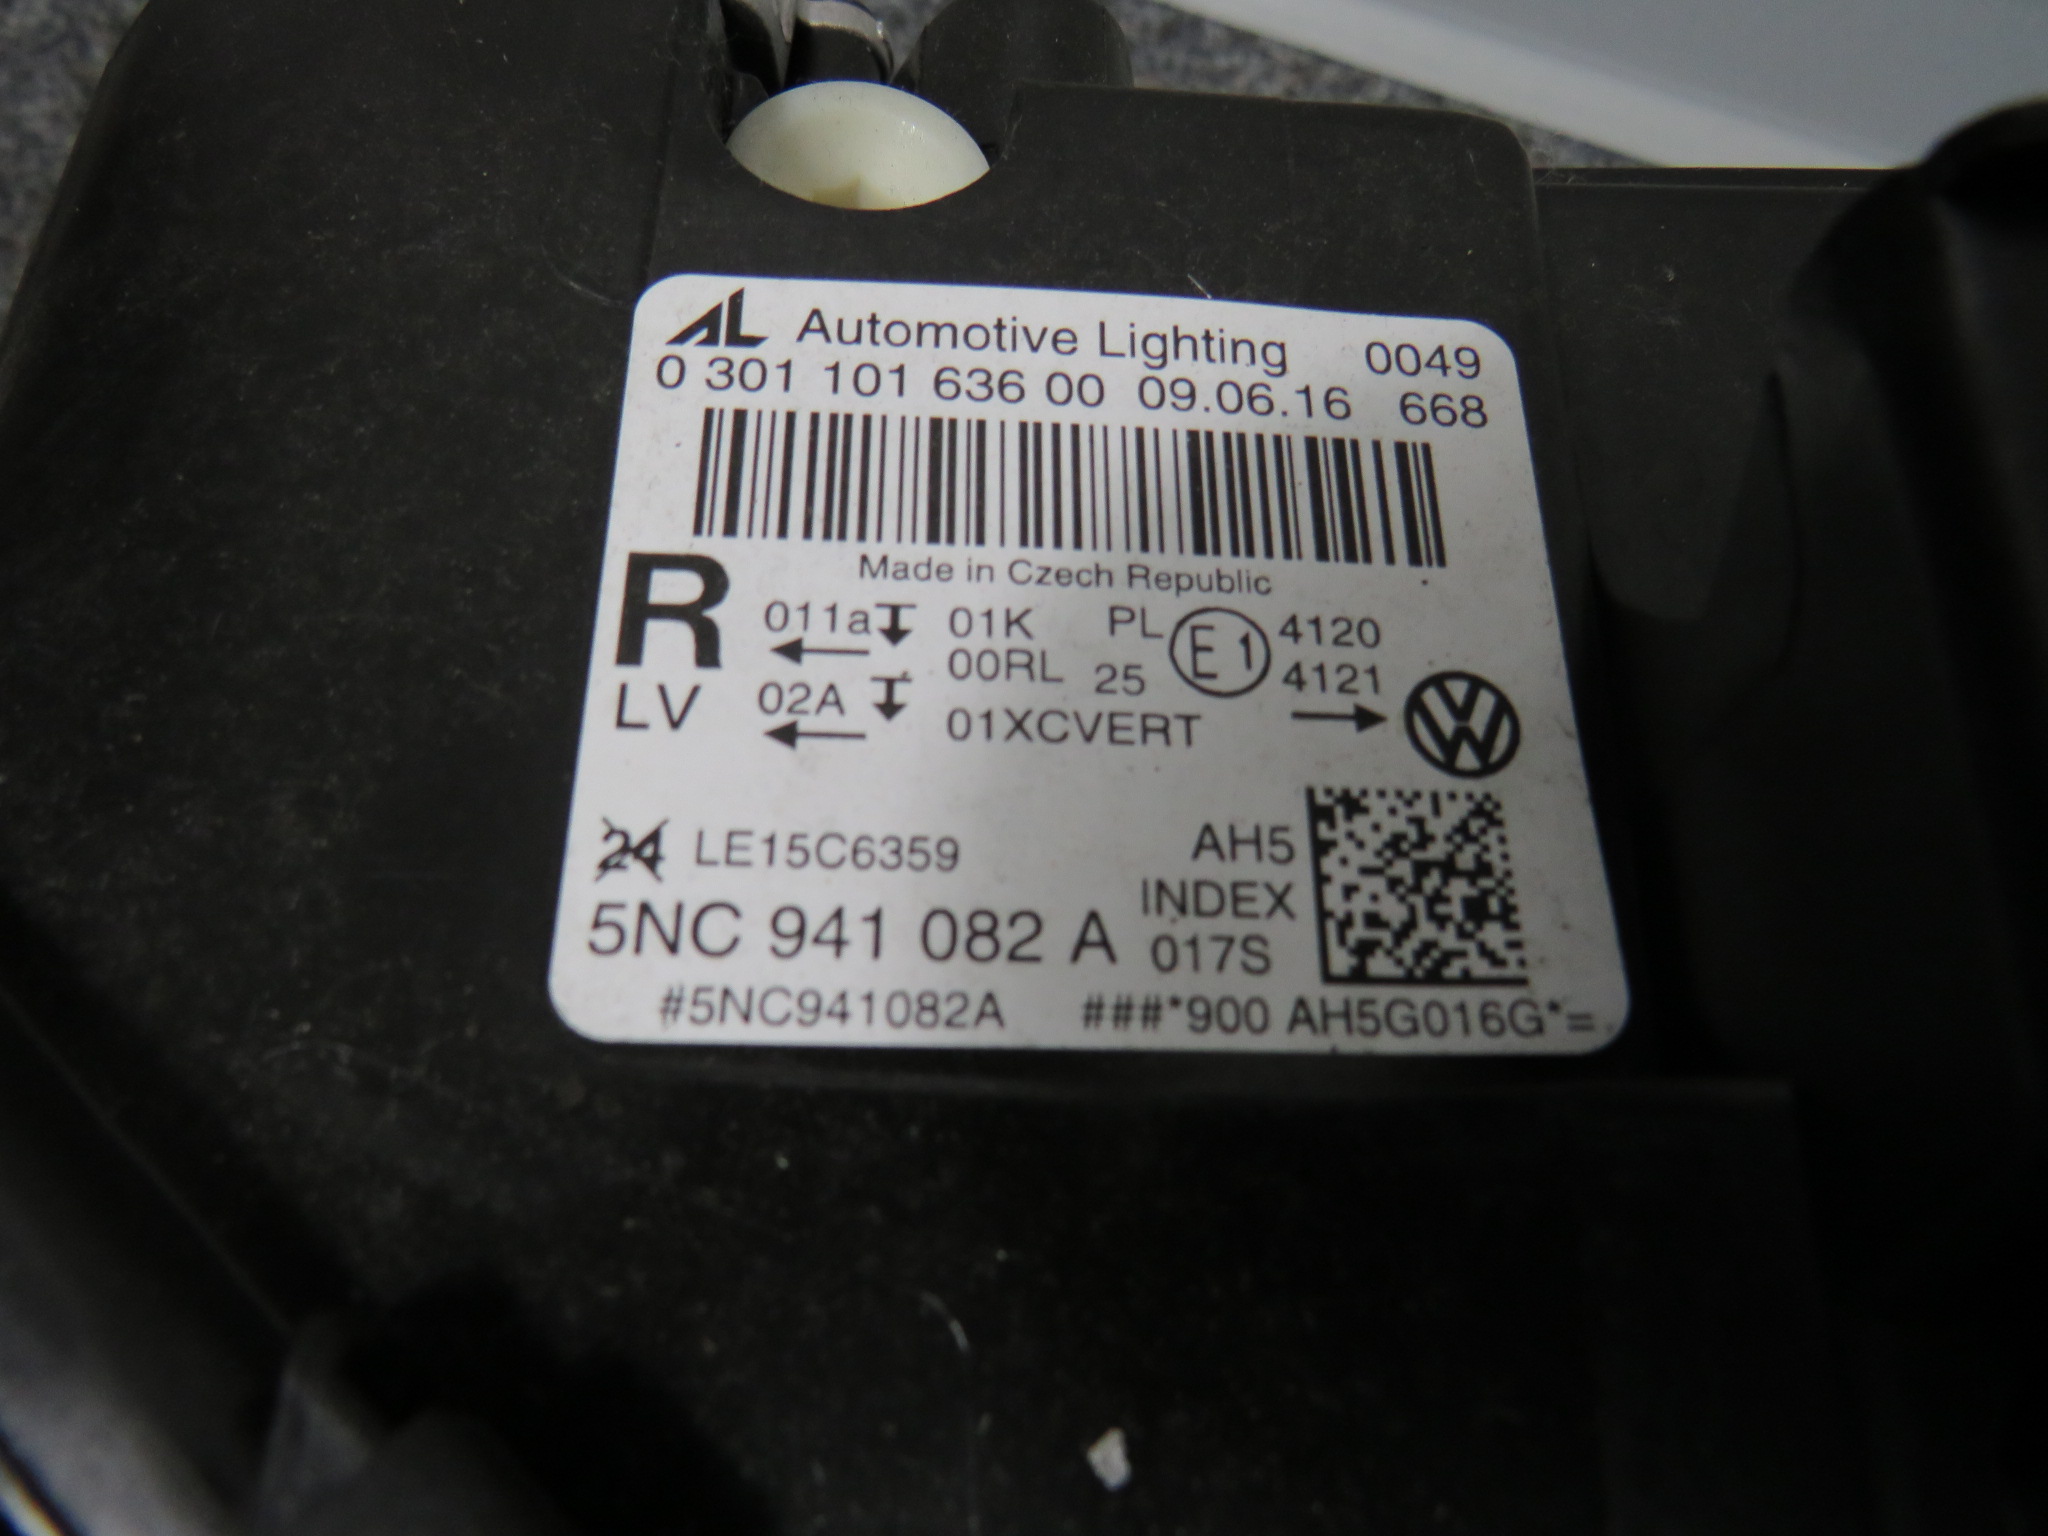 AL Automotive Lighting 0049
0 301 101 636 00 09.06.16 668
Made in Czech Republic
R 011a 01K PL E1 4120
00RL 25 4121
LV 02A 01XCVERT
24 LE15C6359 AH5
INDEX
5NC 941 082 A 017S
#5NC941082A ###*900 AH5G016G*=